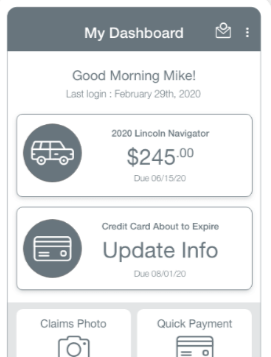 My Dashboard
Good Morning Mike!
Last login : February 29th, 2020
2020 Lincoln Navigator
$245.00
Due 06/15/20
Credit Card About to Expire
Update Info
Due 08/01/20
Claims Photo Quick Payment